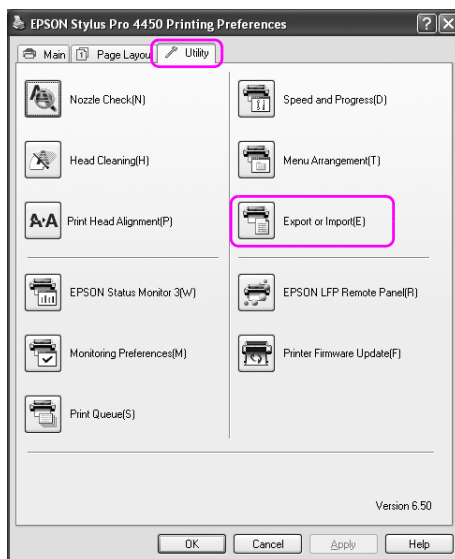 EPSON Stylus Pro 4450 Printing Preferences
Main Page Layou Utility
Nozzle Check(N)
Speed and Progress(D)
Head Cleaning(H)
Menu Arrangement(T)
Print Head Alignment(P)
Export or Import(E)
EPSON Status Monitor 3(W)
EPSON LFP Remote Panel(R)
Monitoring Preferences(M)
Printer Firmware Update(F)
Print Queue(S)
Version 6.50
OK Cancel Apply Help